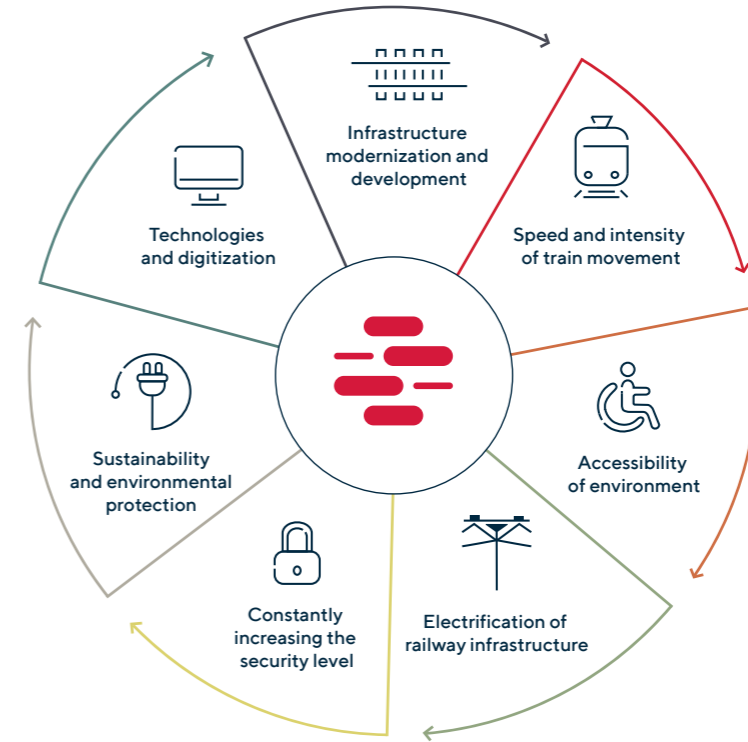 Infrastructure
modernization and
development
Speed and intensity
of train movement
Accessibility
of environment
Electrification of
railway infrastructure
Constantly
increasing the
security level
Sustainability
and environmental
protection
Technologies
and digitization